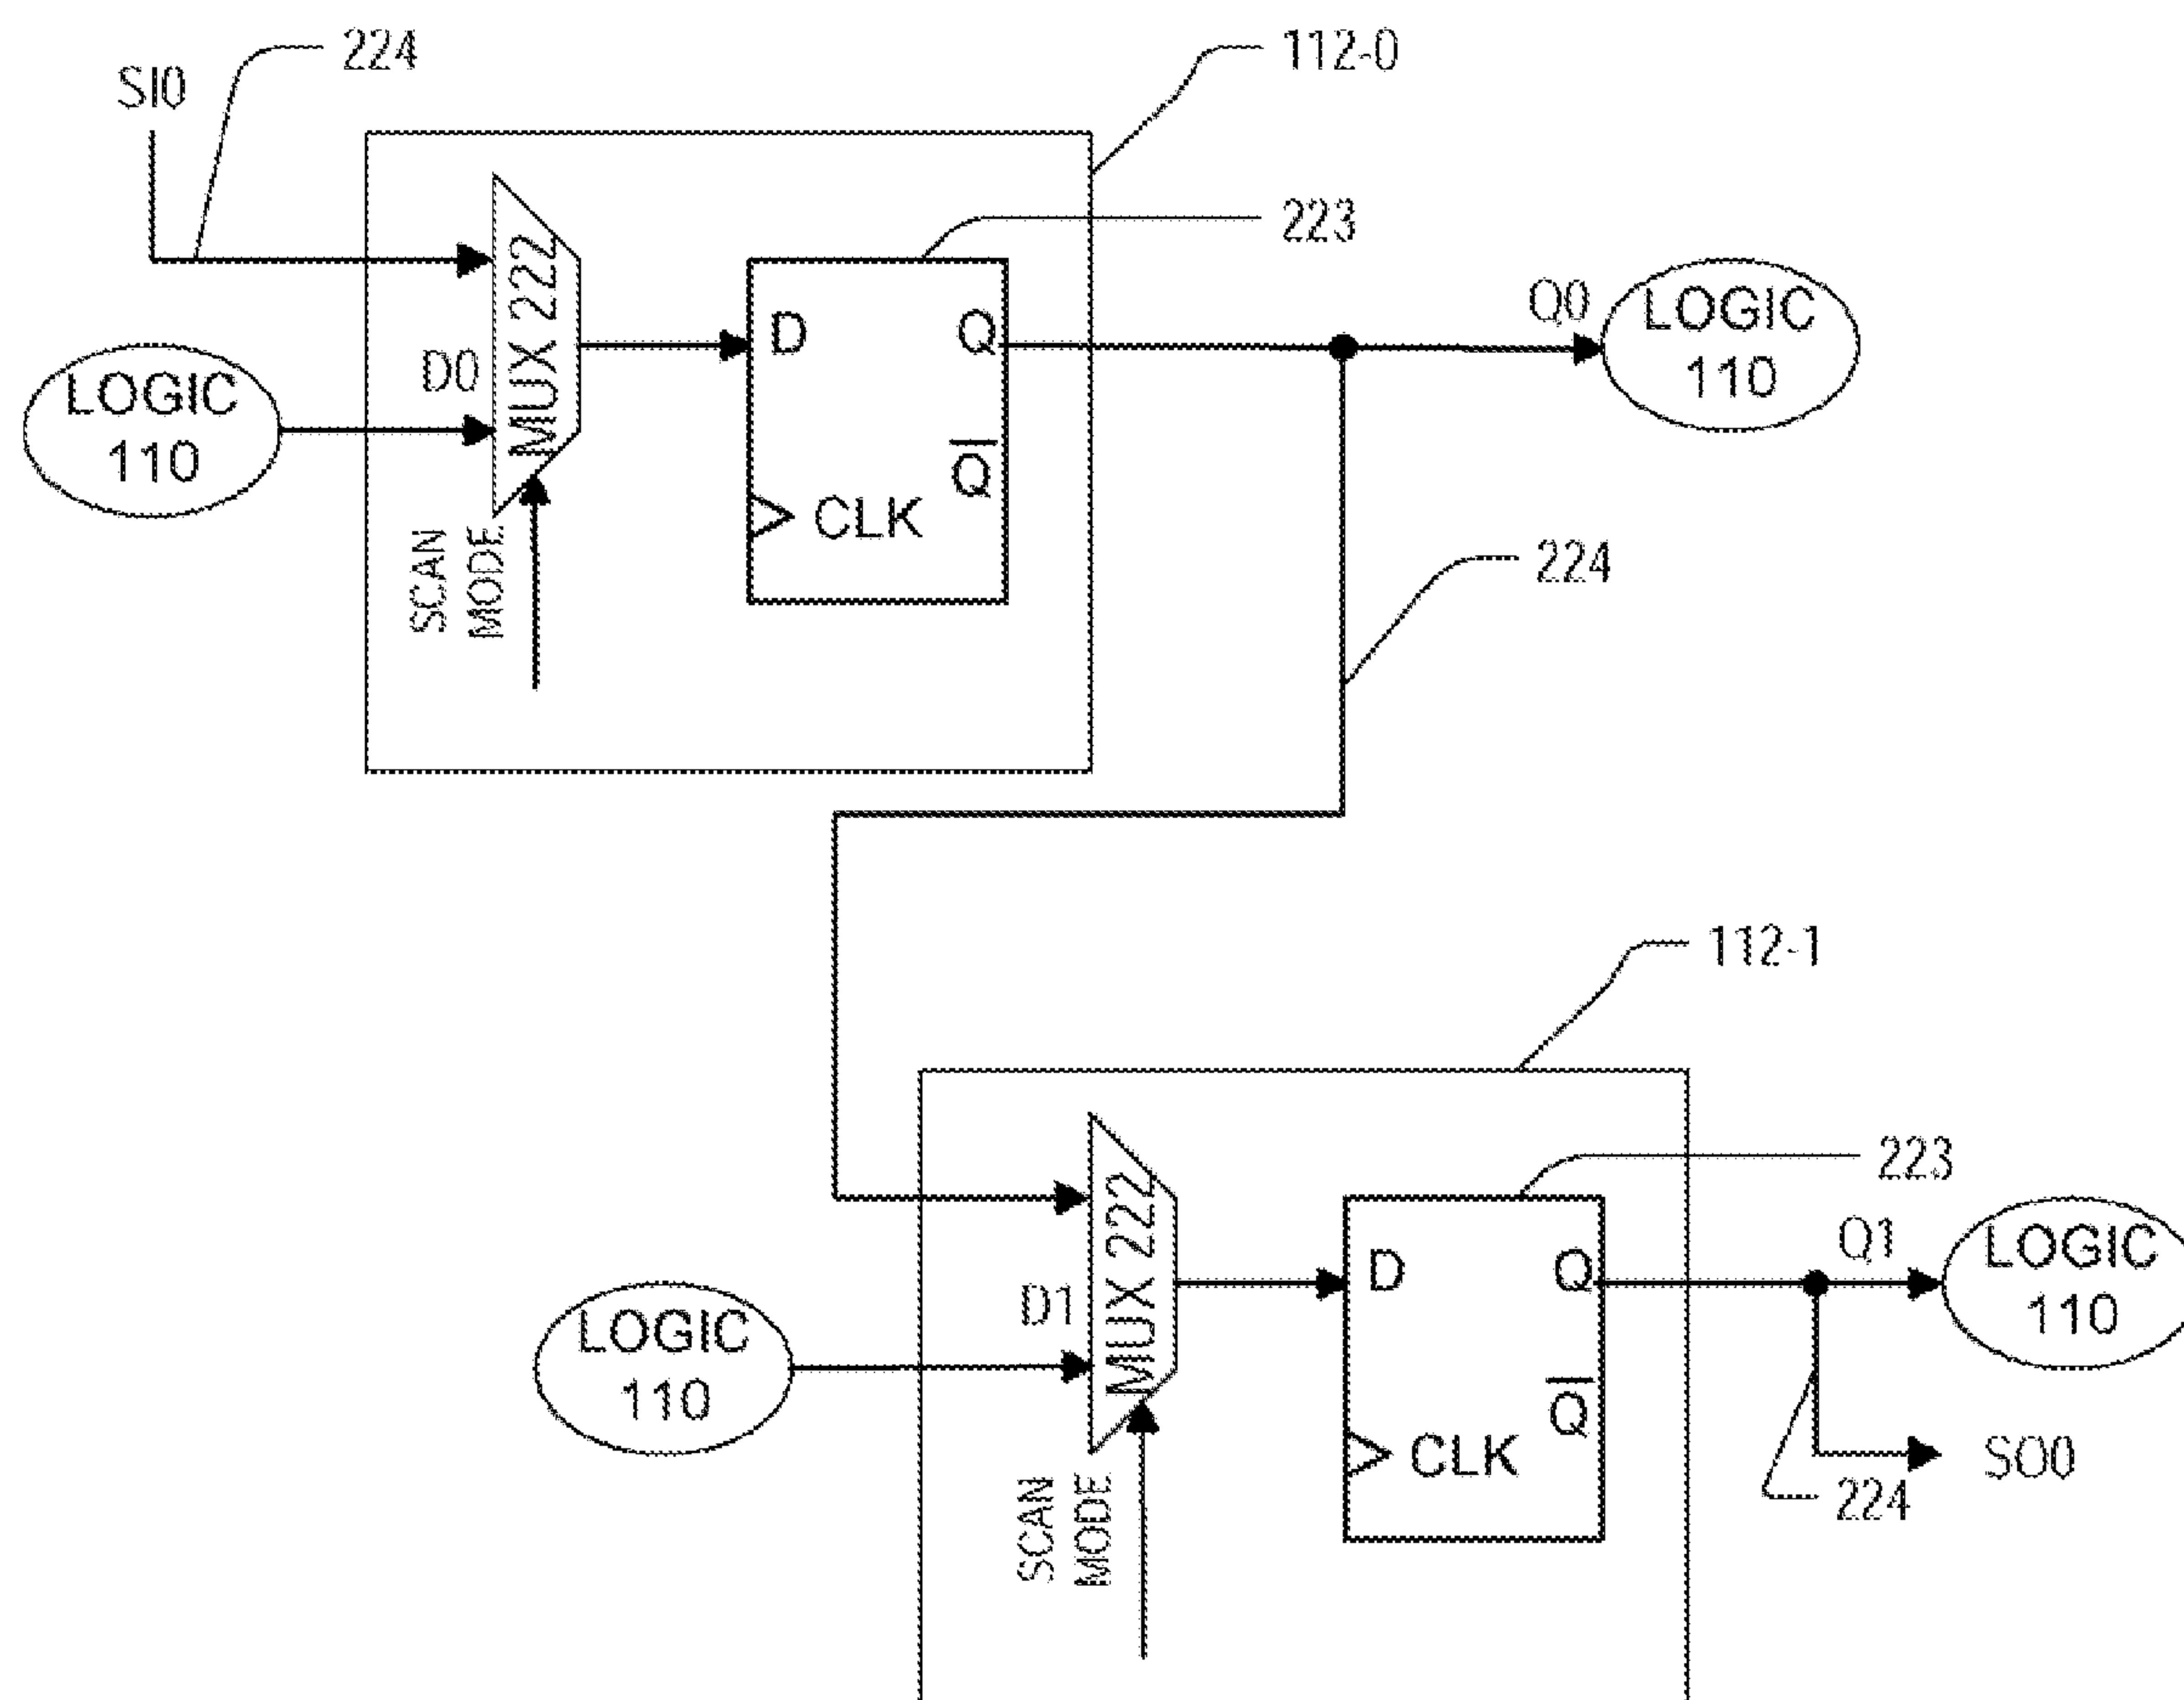 224
112-0
SI0
223
MUX 222
D Q
Q0
LOGIC
110
D0
LOGIC
110
Q
CLK
SCAN
MODE
224
112-1
223
MUX 222
D Q
Q1
LOGIC
110
D1
LOGIC
110
Q
CLK
SO0
224
SCAN
MODE